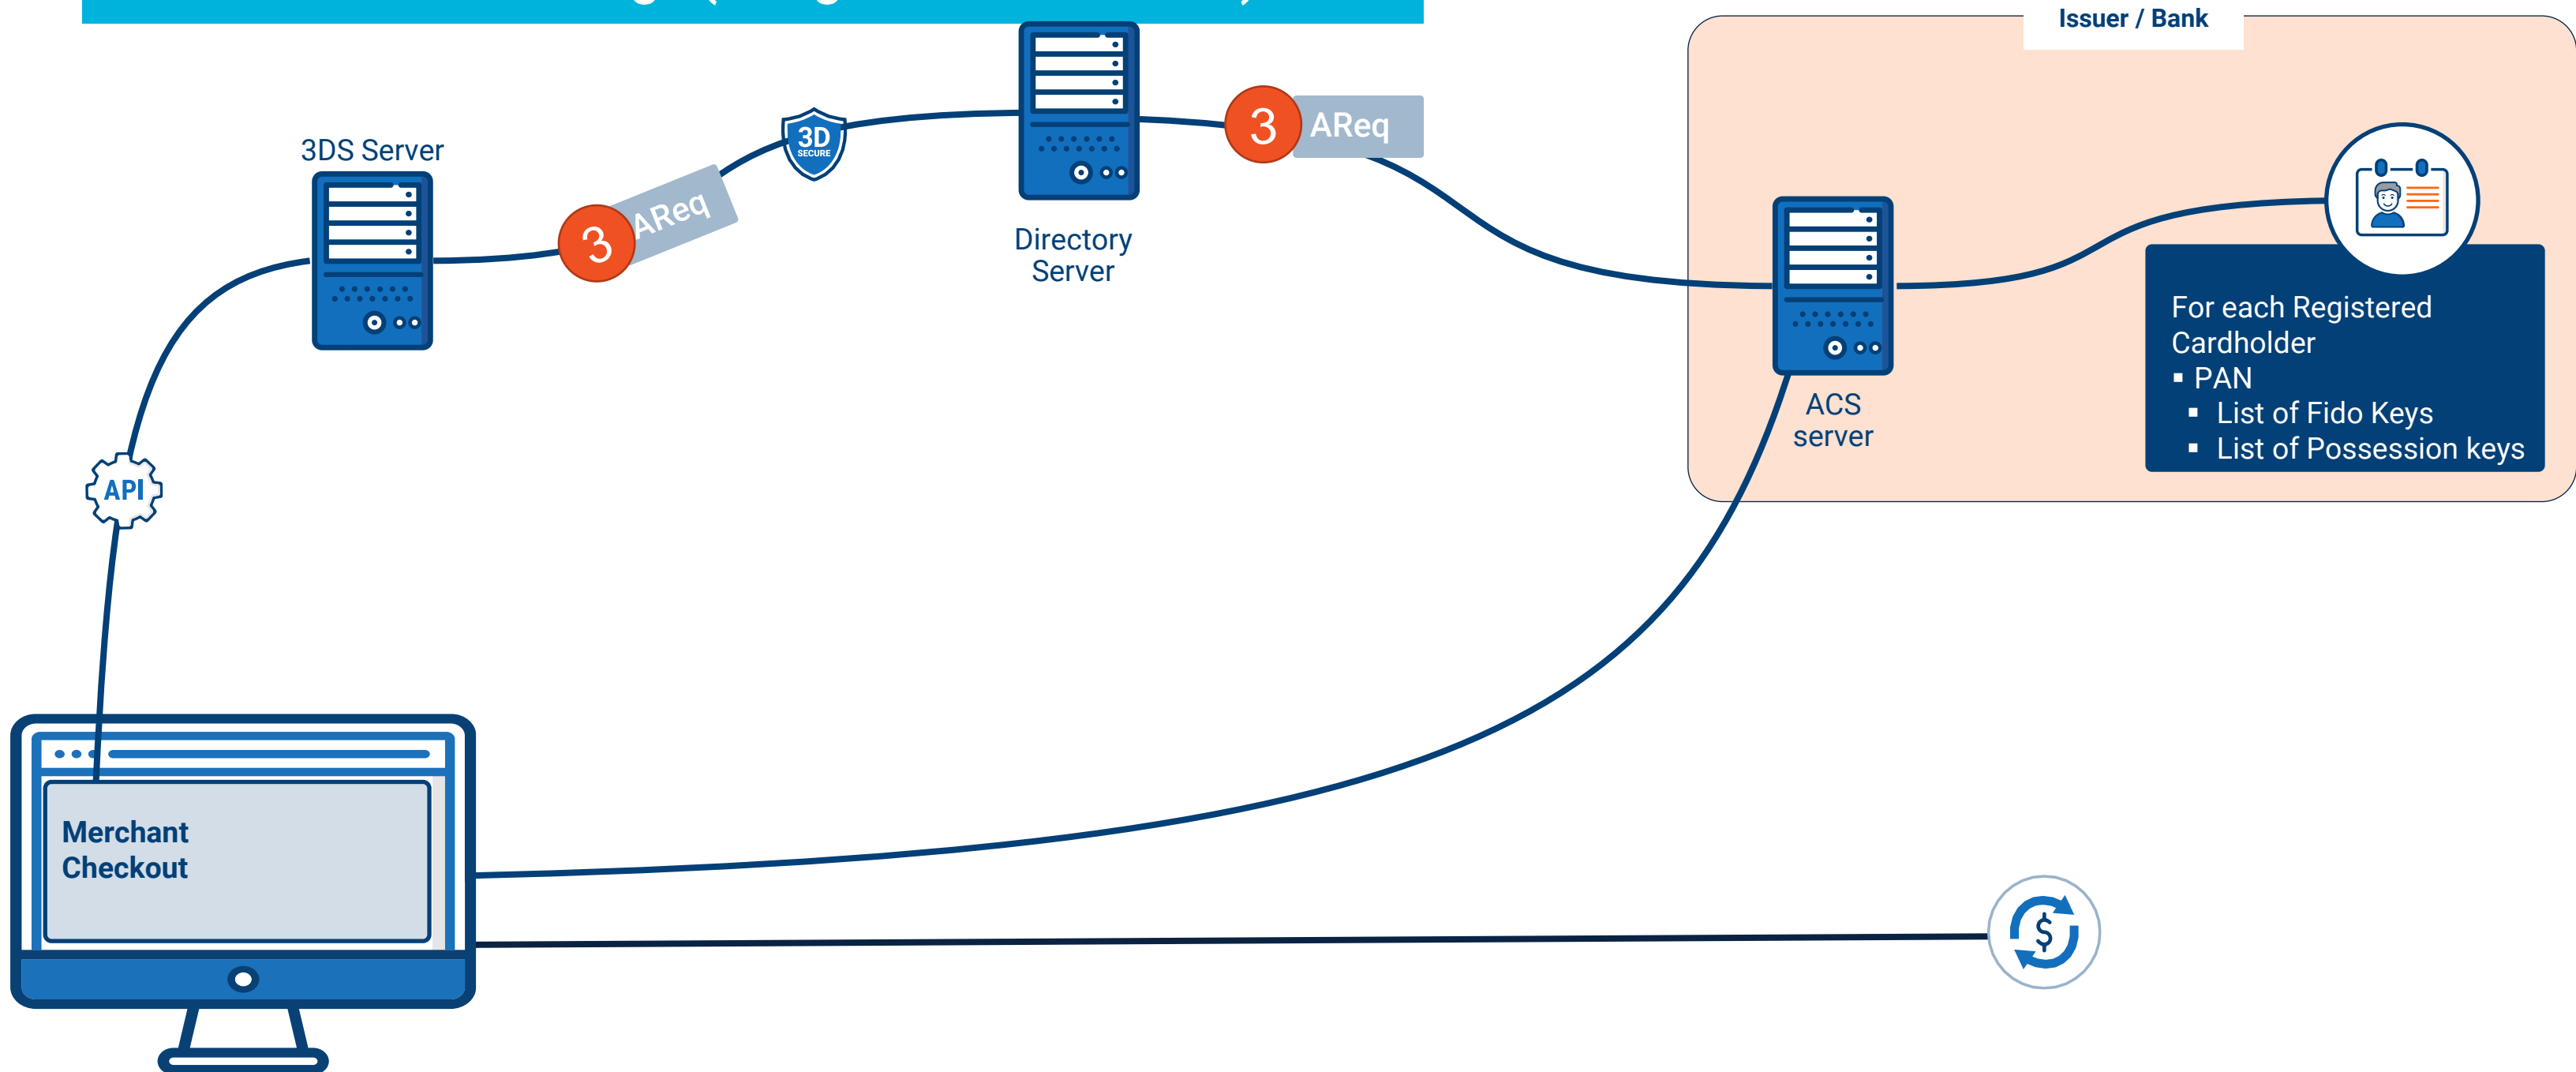 Issuer / Bank
3DS Server
3 AReq
3D
SECURE
Directory
Server
3 AReq
ACS
server
For each Registered
Cardholder
▪ PAN
▪ List of Fido Keys
▪ List of Possession keys
API
Merchant
Checkout
$